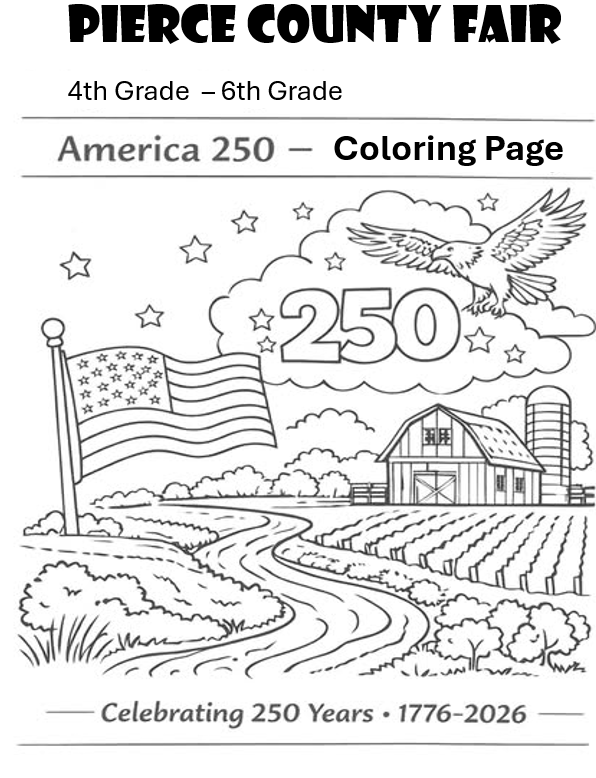 PIERCE COUNTY FAIR
4th Grade – 6th Grade
America 250 – Coloring Page
250
Celebrating 250 Years • 1776–2026